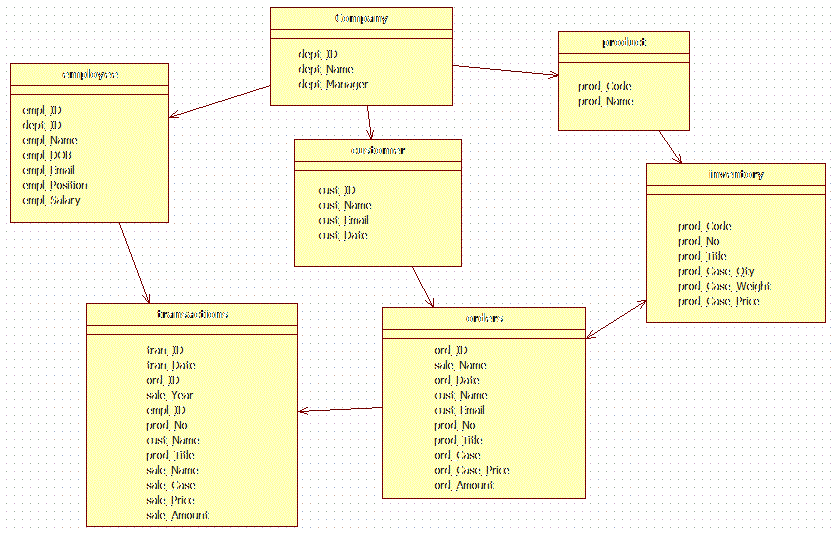 Company
dept_ID
dept_Name
dept_Manager
product
prod_Code
prod_Name
employee
empl_ID
dept_ID
empl_Name
empl_DOB
empl_Email
empl_Position
empl_Salary
customer
cust_ID
cust_Name
cust_Email
cust_Date
inventory
prod_Code
prod_No
prod_Title
prod_Case_Qty
prod_Case_Weight
prod_Case_Price
transactions
tran_ID
tran_Date
ord_ID
sale_Year
empl_ID
prod_No
cust_Name
prod_Title
sale_Name
sale_Case
sale_Price
sale_Amount
orders
ord_ID
sale_Name
ord_Date
cust_Name
cust_Email
prod_No
prod_Title
ord_Case
ord_Case_Price
ord_Amount